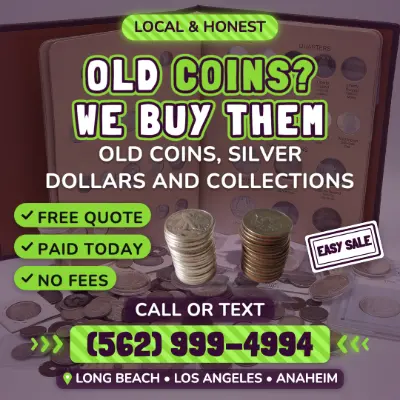 LOCAL & HONEST
OLD COINS?
WE BUY THEM
OLD COINS, SILVER
DOLLARS AND COLLECTIONS
FREE QUOTE
PAID TODAY
NO FEES
EASY SALE
CALL OR TEXT
(562) 999-4994
LONG BEACH • LOS ANGELES • ANAHEIM